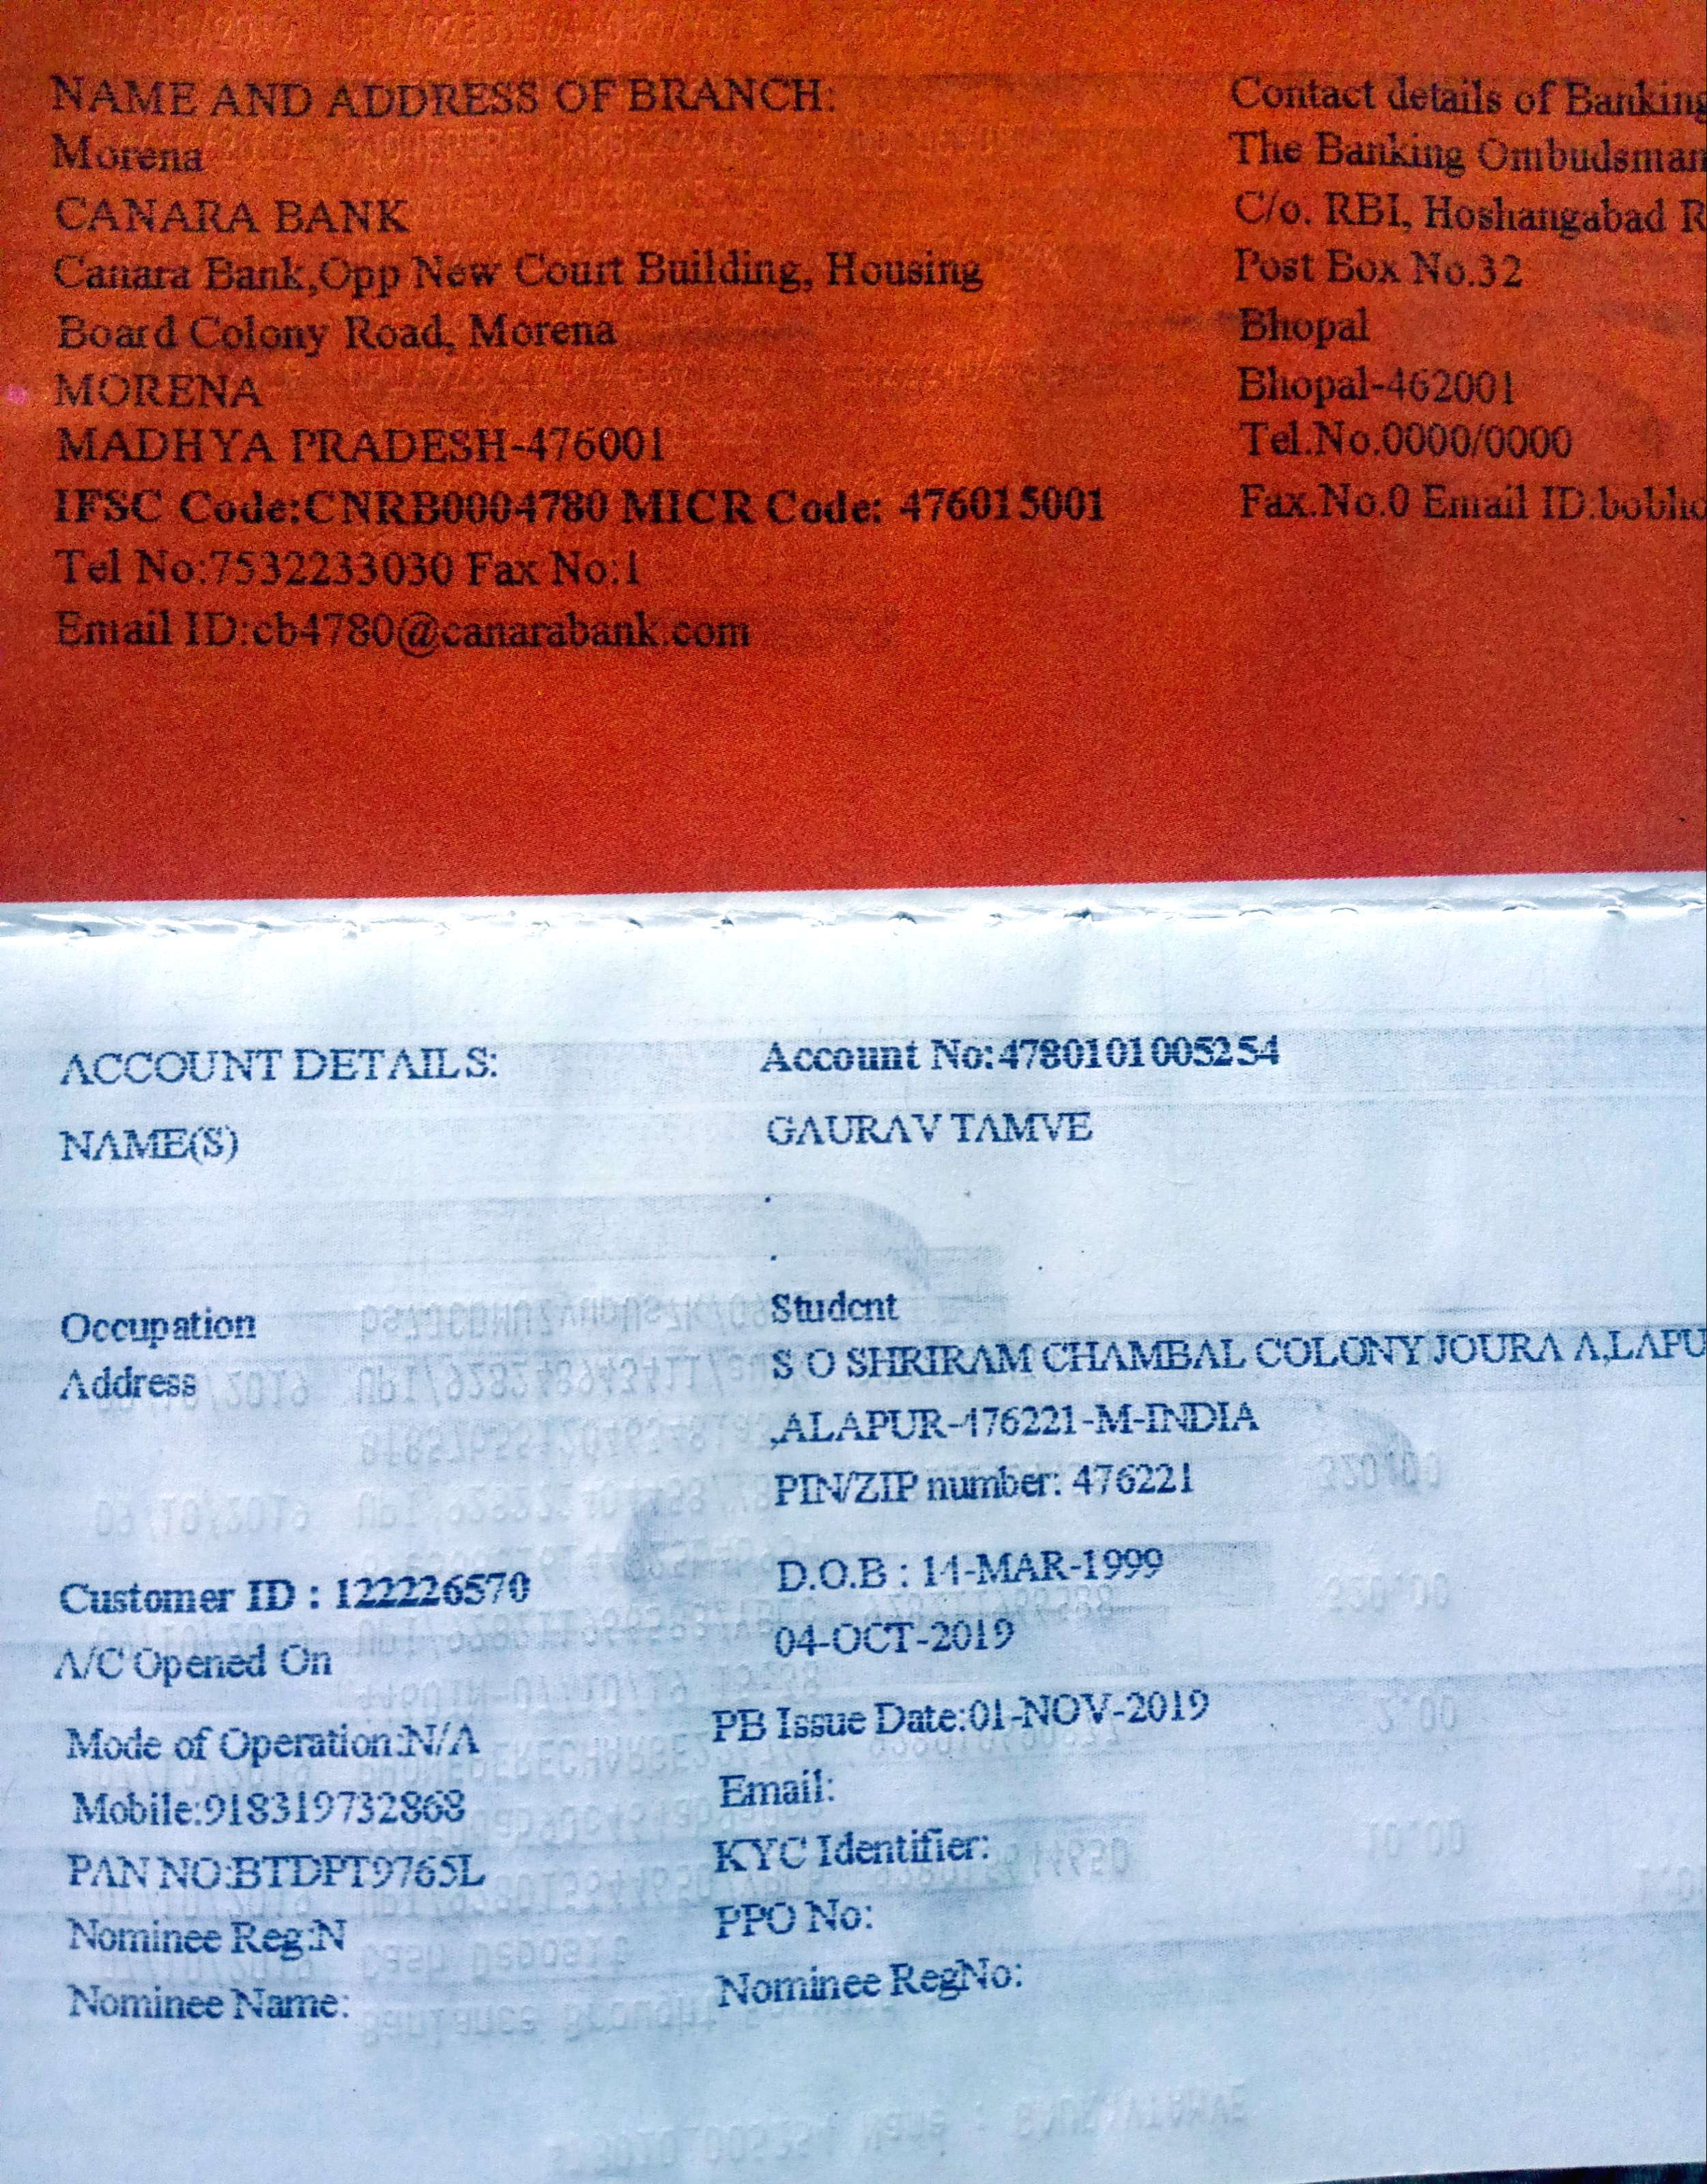 NAME AND ADDRESS OF BRANCH:
Morena
CANARA BANK
Canara Bank,Opp New Court Building, Housing
Board Colony Road, Morena
MORENA
MADHYA PRADESH-476001
IFSC Code:CNRB0004780 MICR Code: 476015001
Tel No:7532233030 Fax No:1
Email ID:cb4780@canarabank.com
Contact details of Banking
The Banking Ombudsman
C/o. RBI, Hoshangabad R
Post Box No.32
Bhopal
Bhopal-462001
Tel.No.0000/0000
Fax.No.0 Email ID:bobho
ACCOUNT DETAILS: Account No:4780101005254
NAME(S) GAURAV TAMVE
.
.
Occupation Student
Address S O SHRIRAM CHAMBAL COLONY JOURA A,LAPU
,ALAPUR-476221-M-INDIA
PIN/ZIP number: 476221
Customer ID : 122226570 D.O.B : 14-MAR-1999
A/C Opened On 04-OCT-2019
Mode of Operation:N/A PB Issue Date:01-NOV-2019
Mobile:918319732868 Email:
PAN NO:BTDPT9765L KYC Identifier:
Nominee Reg:N PPO No:
Nominee Name: Nominee RegNo: